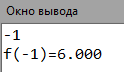 Окно вывода
-1
f(-1)=6.000